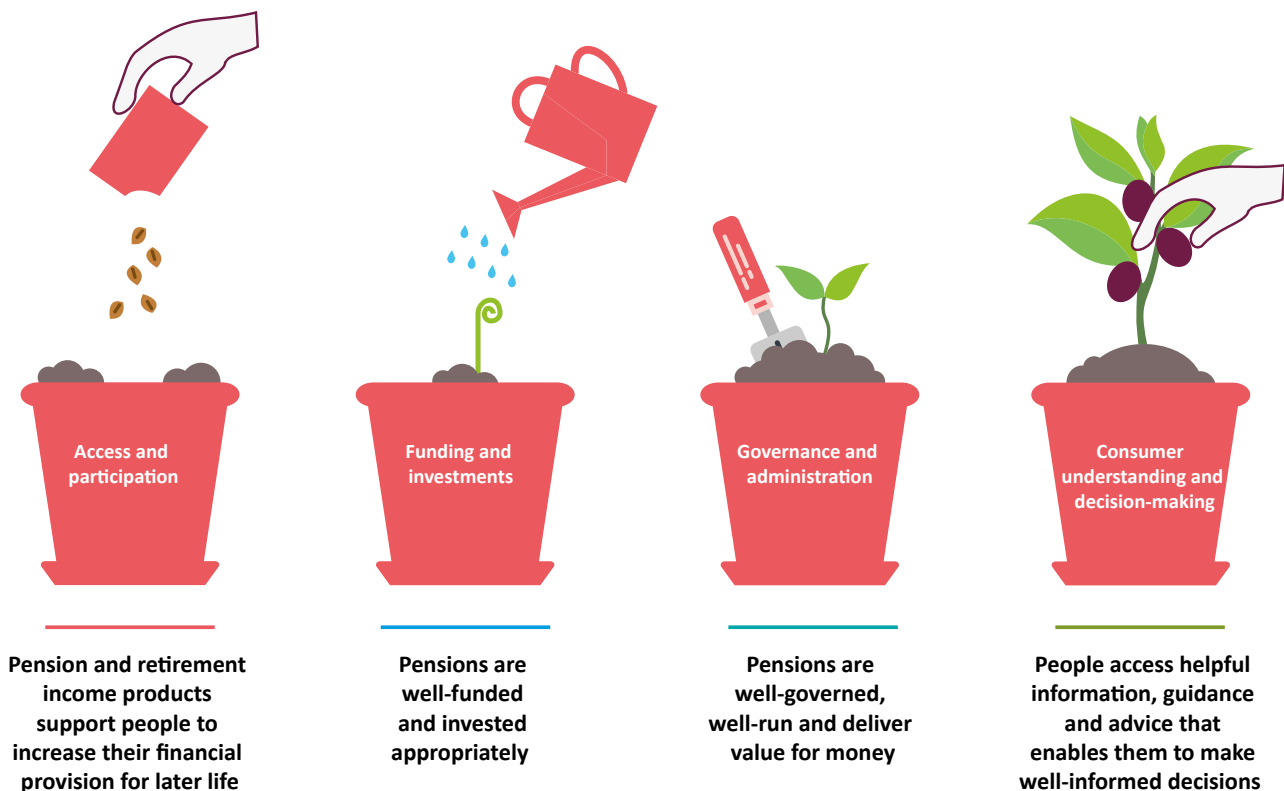 Access and
participation
Funding and
investments
Governance and
administration
Consumer
understanding and
decision-making
Pension and retirement
income products
support people to
increase their financial
provision for later life
Pensions are
well-funded
and invested
appropriately
Pensions are
well-governed,
well-run and deliver
value for money
People access helpful
information, guidance
and advice that
enables them to make
well-informed decisions